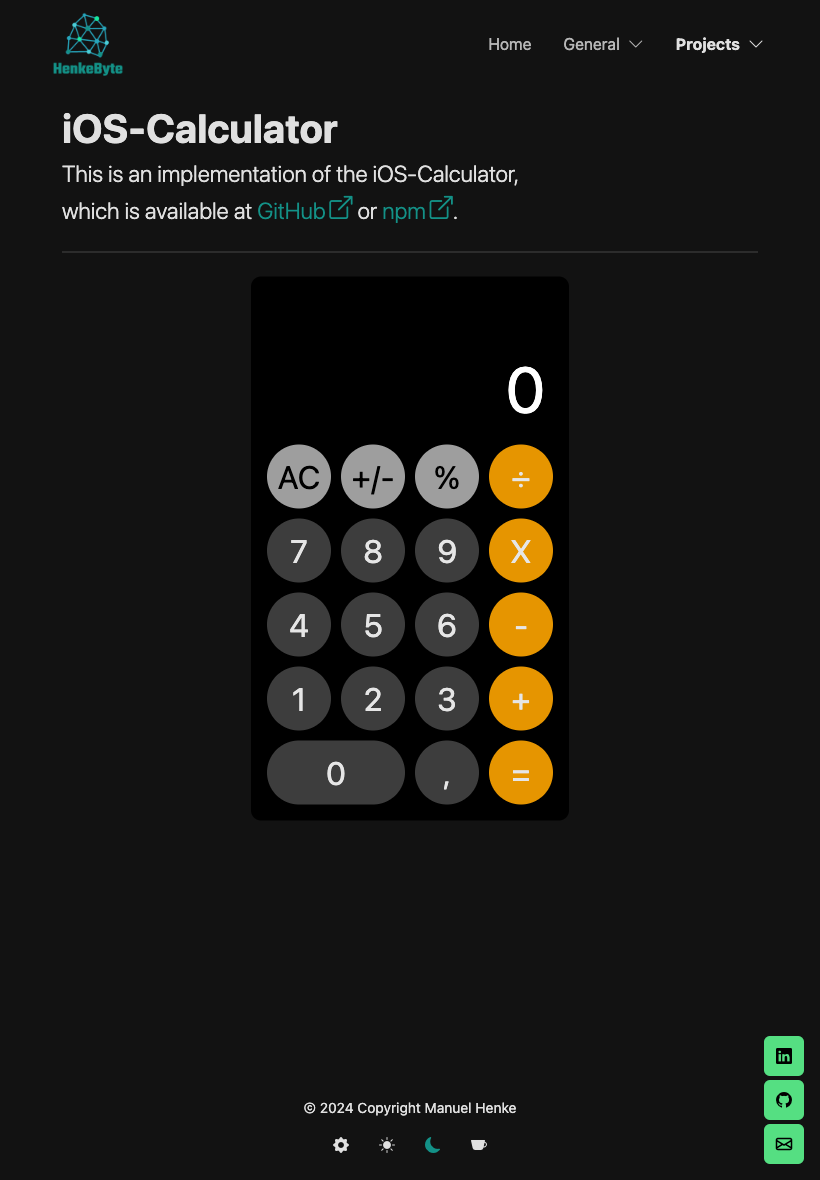 HenkeByte
Home General Projects
iOS-Calculator
This is an implementation of the iOS-Calculator,
which is available at GitHub or npm.
0
AC +/- % ÷
7 8 9 X
4 5 6 -
1 2 3 +
0 , =
in
© 2024 Copyright Manuel Henke